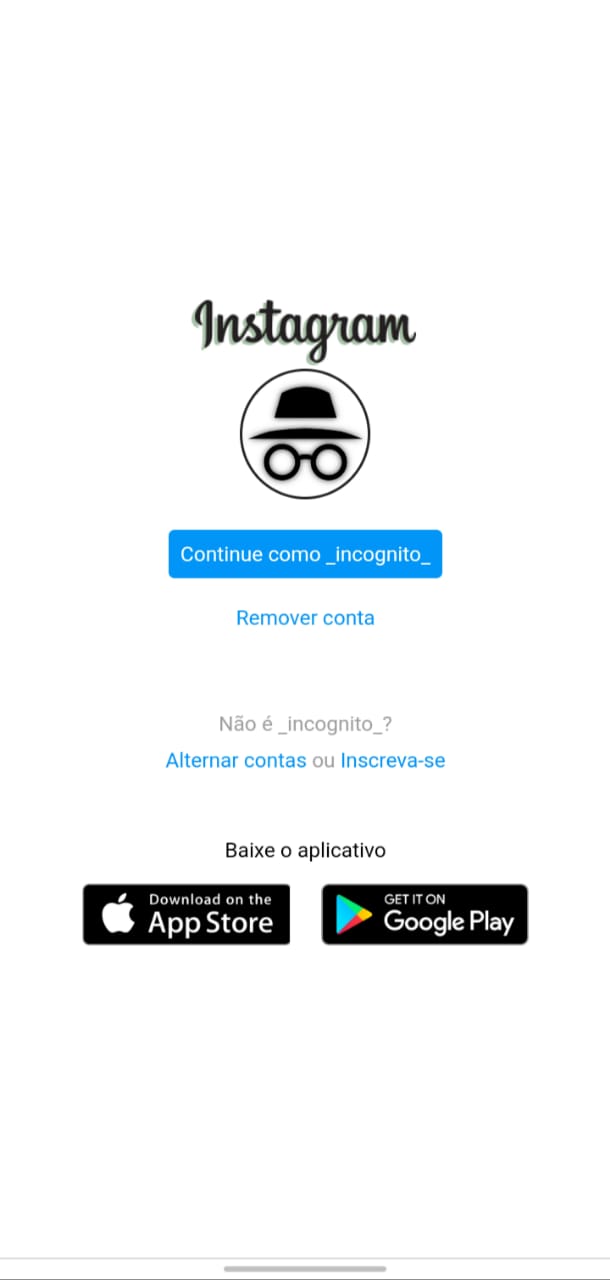 Instagram
Continue como _incognito_
Remover conta
Não é _incognito_?
Alternar contas ou Inscreva-se
Baixe o aplicativo
Download on the
App Store
GET IT ON
Google Play